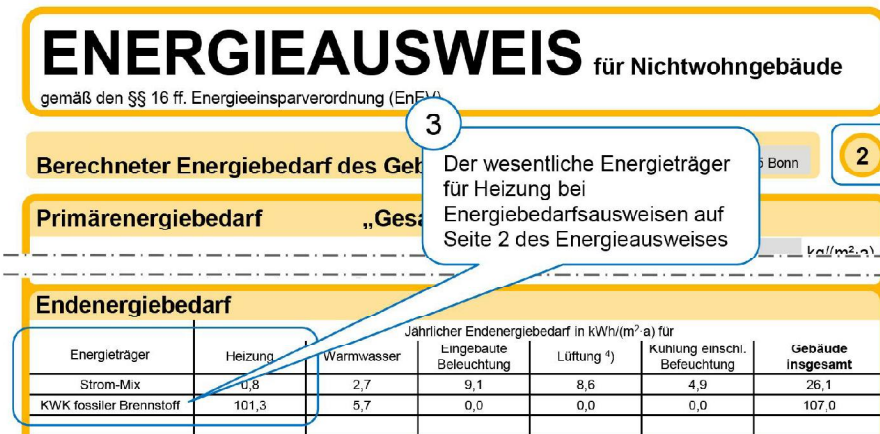 ENERGIEAUSWEIS für Nichtwohngebäude
gemäß den §§ 16 ff. Energieeinsparverordnung (EnEV)
3
Berechneter Energiebedarf des Geb
Bonn
2
Der wesentliche Energieträger
für Heizung bei
Energiebedarfsausweisen auf
Seite 2 des Energieausweises
Primärenergiebedarf „Gesa
kg/(m²·a)
Endenergiebedarf
Jährlicher Endenergiebedarf in kWh/(m²·a) für
Energieträger Heizung Warmwasser Eingebaute Beleuchtung Lüftung ⁴) Kühlung einschl. Befeuchtung Gebäude insgesamt
Strom-Mix 0,8 2,7 9,1 8,6 4,9 26,1
KWK fossiler Brennstoff 101,3 5,7 0,0 0,0 0,0 107,0